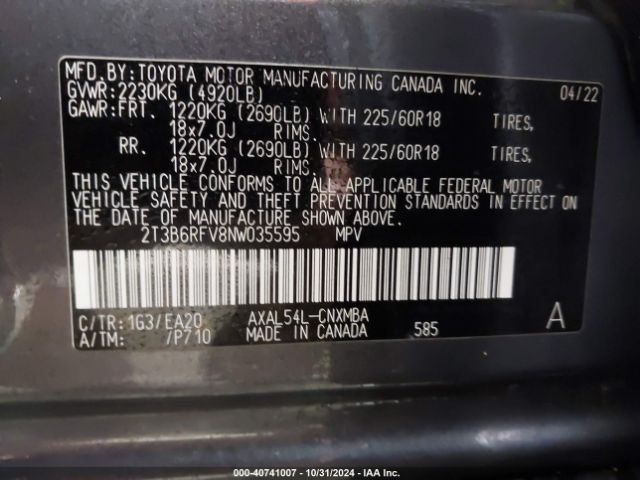 MFD.BY:TOYOTA MOTOR MANUFACTURING CANADA INC.
GVWR:2230KG (4920LB) 04/22
GAWR:FRT. 1220KG (2690LB) WITH 225/60R18 TIRES,
18x7.0J RIMS.
RR. 1220KG (2690LB) WITH 225/60R18 TIRES,
18x7.0J RIMS.
THIS VEHICLE CONFORMS TO ALL APPLICABLE FEDERAL MOTOR
VEHICLE SAFETY AND THEFT PREVENTION STANDARDS IN EFFECT ON
THE DATE OF MANUFACTURE SHOWN ABOVE.
2T3B6RFV8NW035595 MPV
C/TR:1G3/EA20 AXAL54L-CNXMBA A
A/TM: /P710 MADE IN CANADA 585
000-40741007 • 10/31/2024 • IAA Inc.